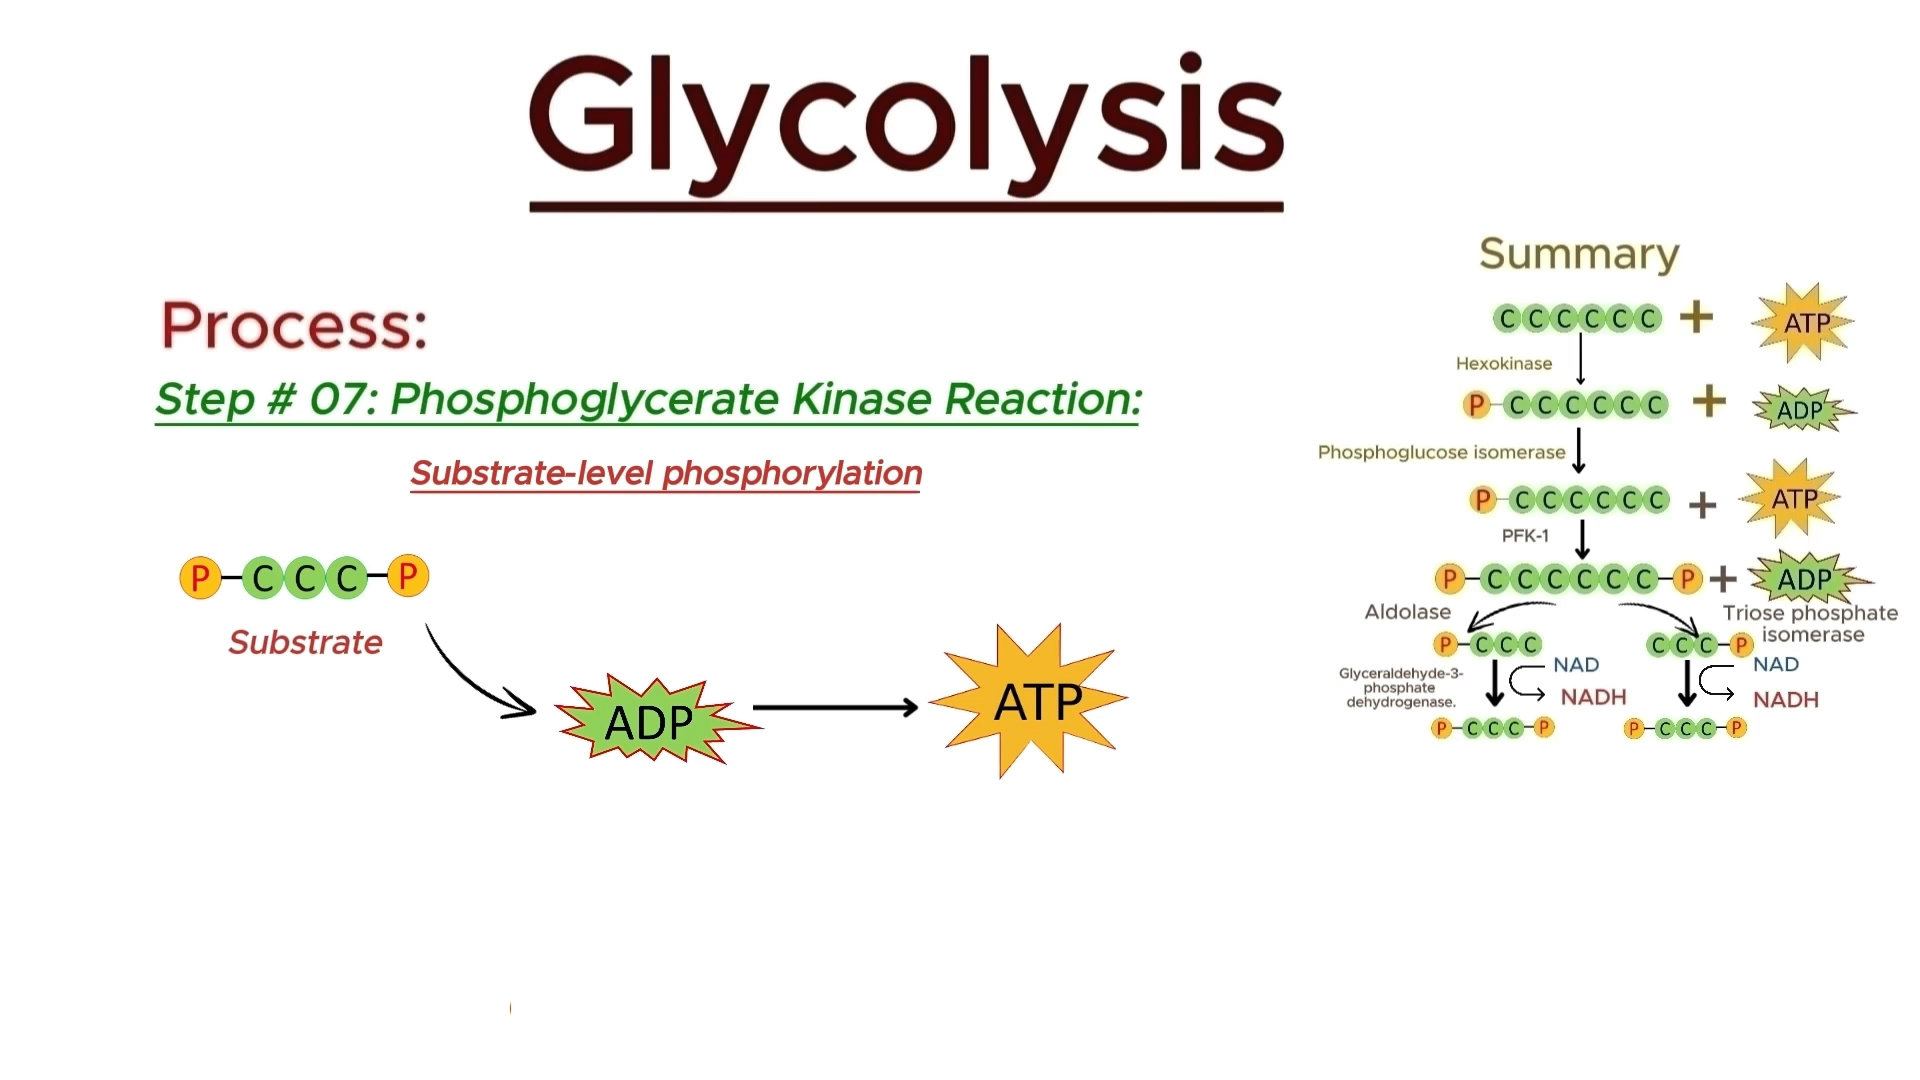 Glycolysis
Process:
Step # 07: Phosphoglycerate Kinase Reaction:
Substrate-level phosphorylation
P C C C P
Substrate
ADP
ATP
Summary
C C C C C C + ATP
Hexokinase
P C C C C C C + ADP
Phosphoglucose isomerase
P C C C C C C + ATP
PFK-1
P C C C C C C P + ADP
Aldolase
Triose phosphate
isomerase
P C C C
C C C P
Glyceraldehyde-3-
phosphate
dehydrogenase.
NAD
NADH
NAD
NADH
P C C C P
P C C C P